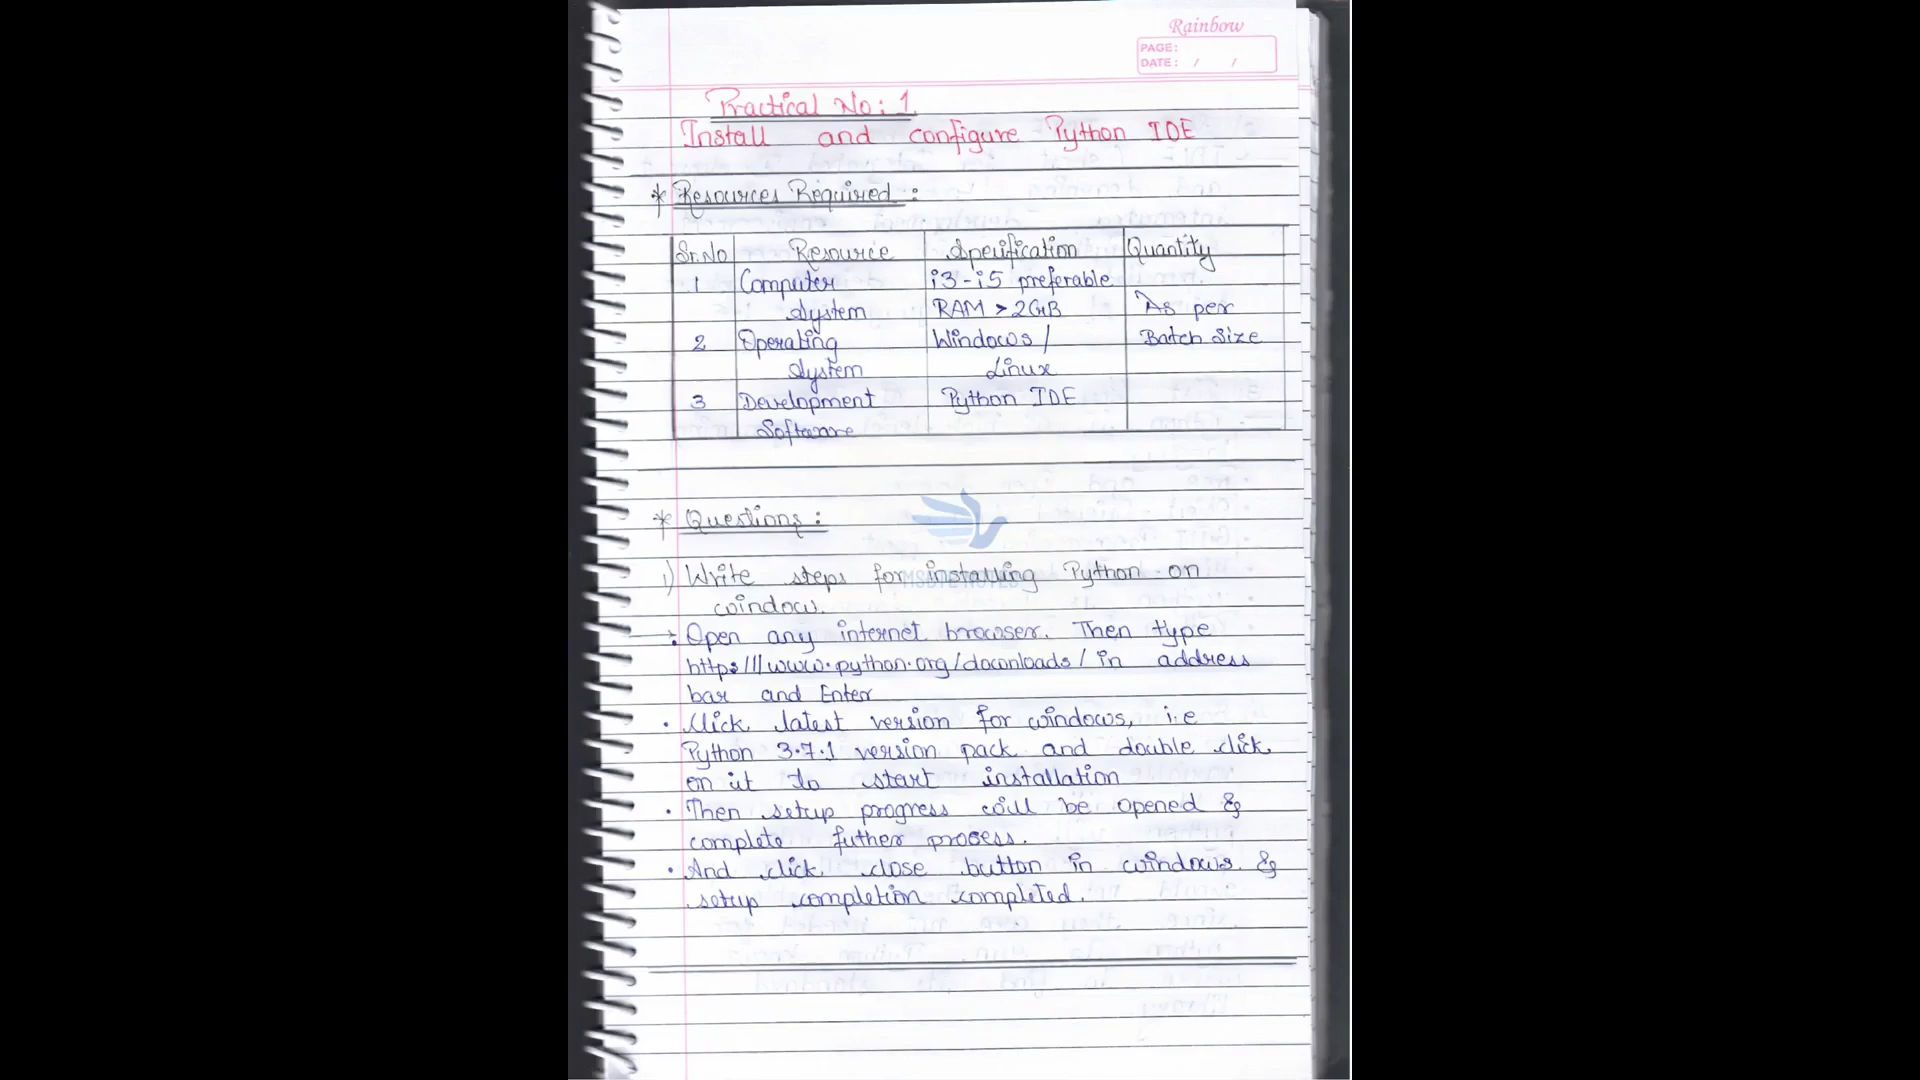 Rainbow
PAGE:
DATE: / /
Practical No: 1
Install and configure Python IDE
* Resources Required :
Sr.No Resource Specification Quantity
1 Computer i3-i5 preferable
System RAM > 2GB As per
2 Operating Windows / Batch Size
System Linux
3 Development Python IDE
Software
* Questions :
1) Write steps for installing Python on
window.
→ • Open any internet browser. Then type
https///www.python.org/downloads/ in address
bar and Enter
• Click latest version for windows, i.e
Python 3.7.1 version pack and double click
on it to start installation
• Then setup progress will be opened &
complete futher process.
• And click close button in windows &
setup completion completed.